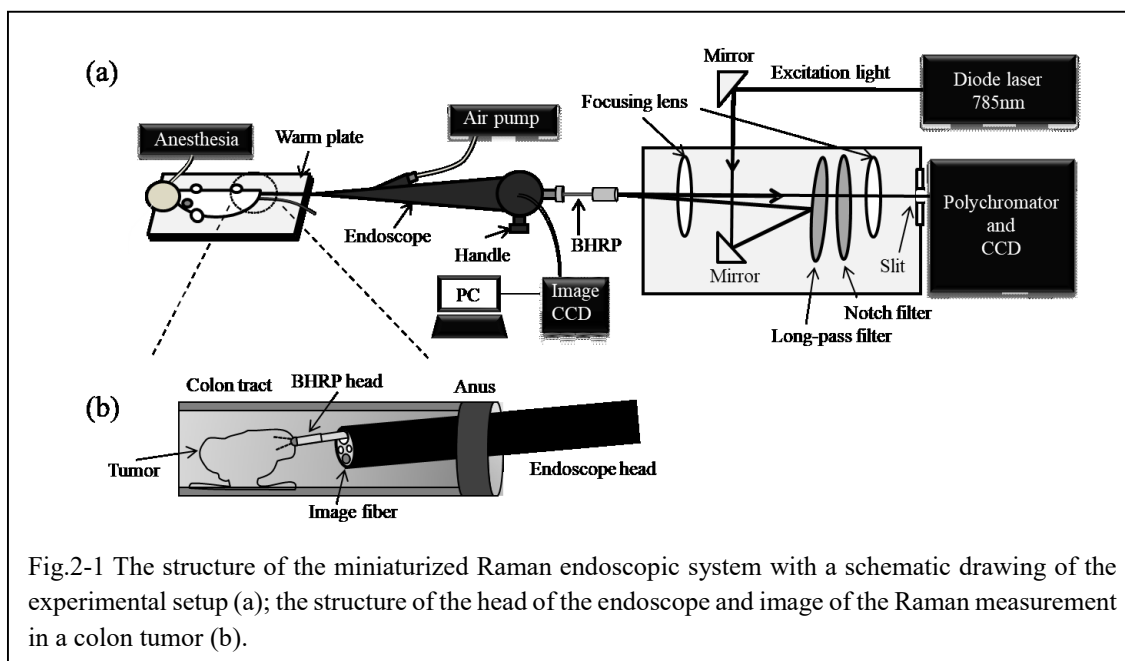 (a)
Mirror
Excitation light
Diode laser
785nm
Focusing lens
Air pump
Anesthesia
Warm plate
Endoscope
Handle
BHRP
Mirror
Slit
Polychromator
and
CCD
PC
Image
CCD
Notch filter
Long-pass filter
(b)
Colon tract
BHRP head
Anus
Tumor
Image fiber
Endoscope head
Fig.2-1 The structure of the miniaturized Raman endoscopic system with a schematic drawing of the
experimental setup (a); the structure of the head of the endoscope and image of the Raman measurement
in a colon tumor (b).